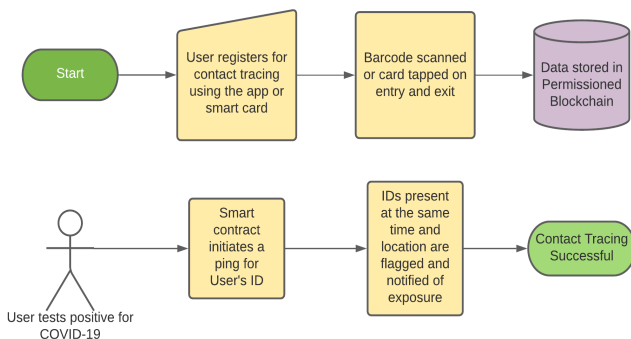 Start
User registers for
contact tracing
using the app or
smart card
Barcode scanned
or card tapped on
entry and exit
Data stored in
Permissioned
Blockchain
User tests positive for
COVID-19
Smart
contract
initiates a
ping for
User's ID
IDs present
at the same
time and
location are
flagged and
notified of
exposure
Contact Tracing
Successful